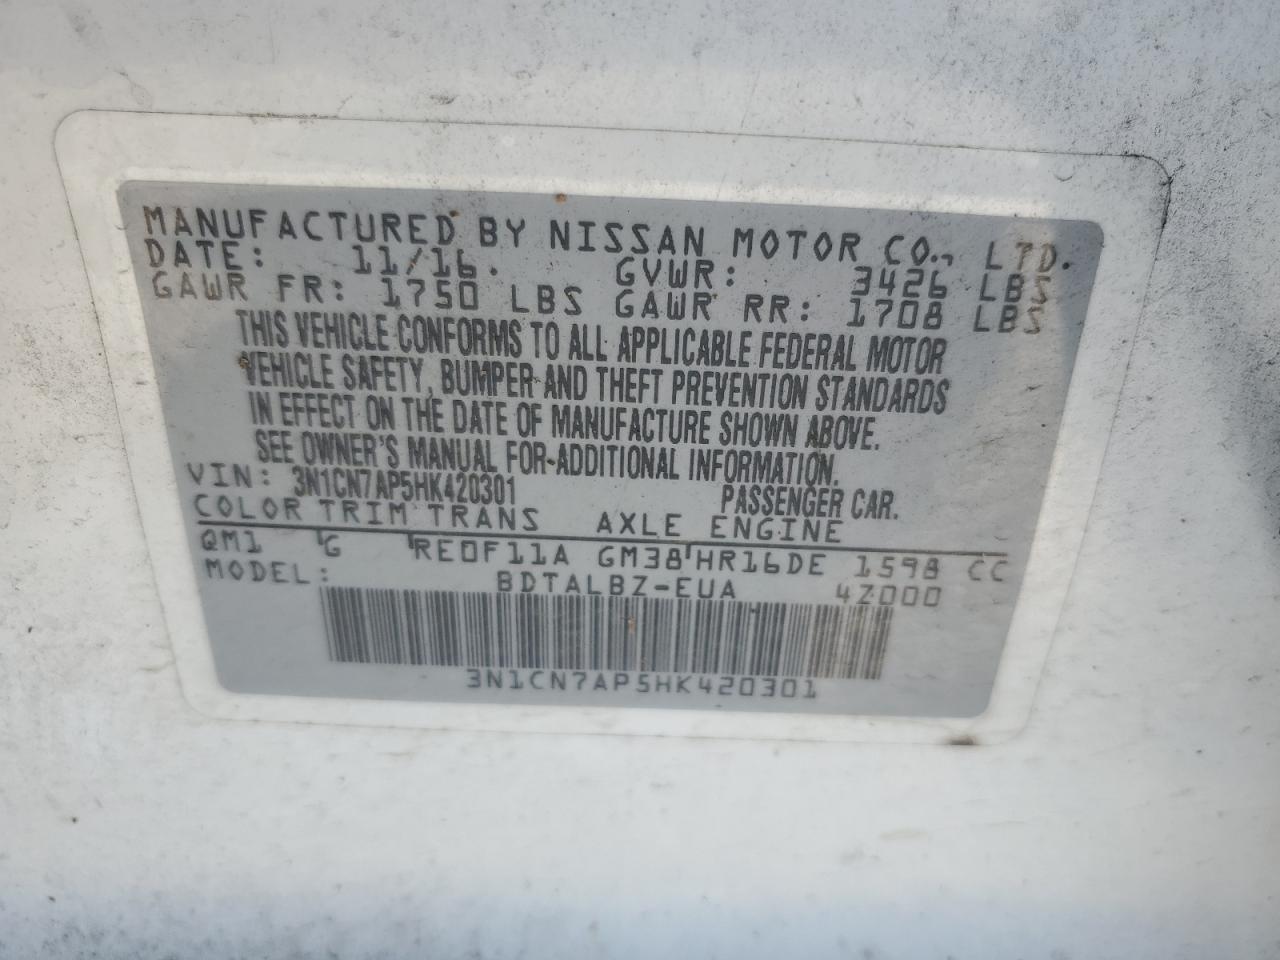 MANUFACTURED BY NISSAN MOTOR CO., LTD.
DATE: 11/16. GVWR: 3426 LBS
GAWR FR: 1750 LBS GAWR RR: 1708 LBS
THIS VEHICLE CONFORMS TO ALL APPLICABLE FEDERAL MOTOR
VEHICLE SAFETY, BUMPER AND THEFT PREVENTION STANDARDS
IN EFFECT ON THE DATE OF MANUFACTURE SHOWN ABOVE.
SEE OWNER'S MANUAL FOR ADDITIONAL INFORMATION.
VIN: 3N1CN7AP5HK420301 PASSENGER CAR.
COLOR TRIM TRANS AXLE ENGINE
QM1 G RE0F11A GM38 HR16DE 1598 CC
MODEL: BDTALBZ-EUA 4Z000
3N1CN7AP5HK420301